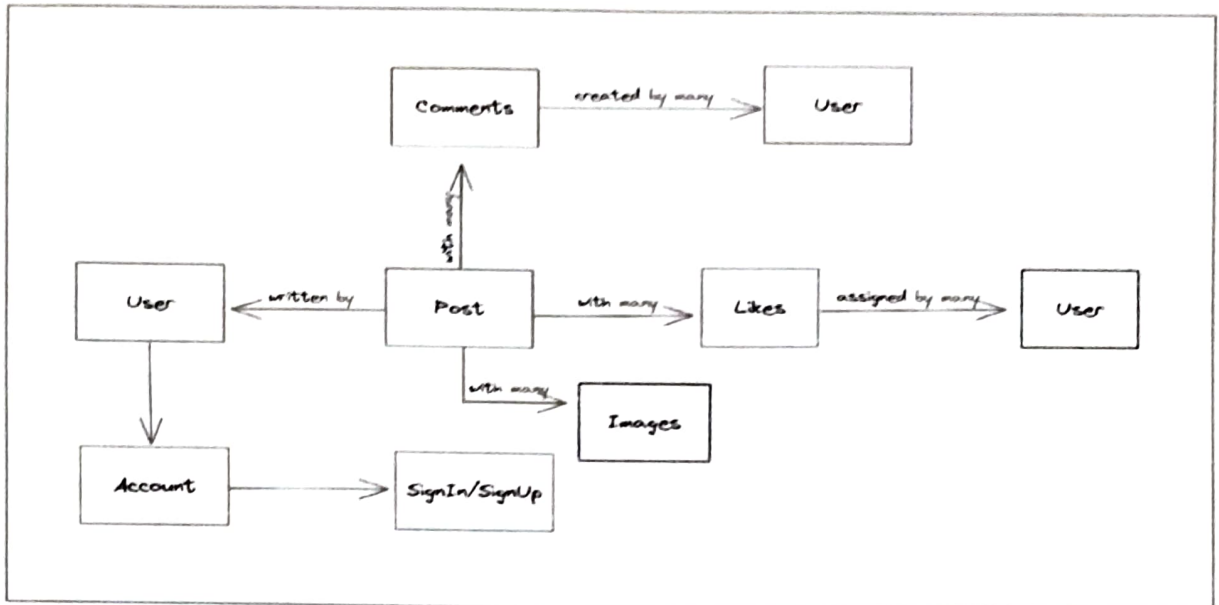 Comments
created by many
User
with many
User
written by
Post
with many
Likes
assigned by many
User
with many
Images
Account
SignIn/SignUp